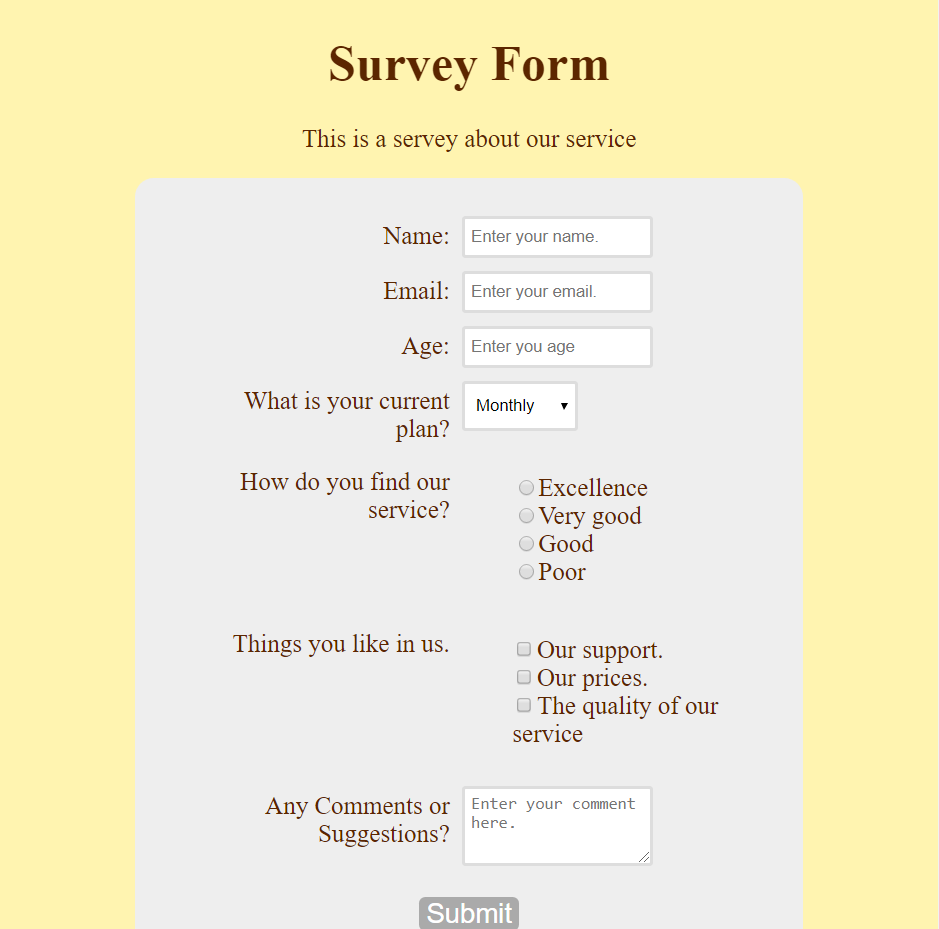 Survey Form
This is a servey about our service
Name: Enter your name.
Email: Enter your email.
Age: Enter you age
What is your current
plan?
Monthly
How do you find our
service?
Excellence
Very good
Good
Poor
Things you like in us.
Our support.
Our prices.
The quality of our
service
Any Comments or
Suggestions?
Enter your comment
here.
Submit